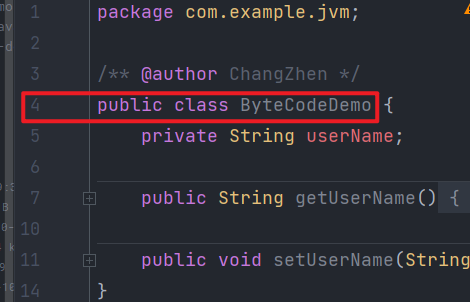 1 package com.example.jvm;
2
3 /** @author ChangZhen */
4 public class ByteCodeDemo {
5 private String userName;
6
7 public String getUserName() {
10
11 public void setUserName(String
14 }